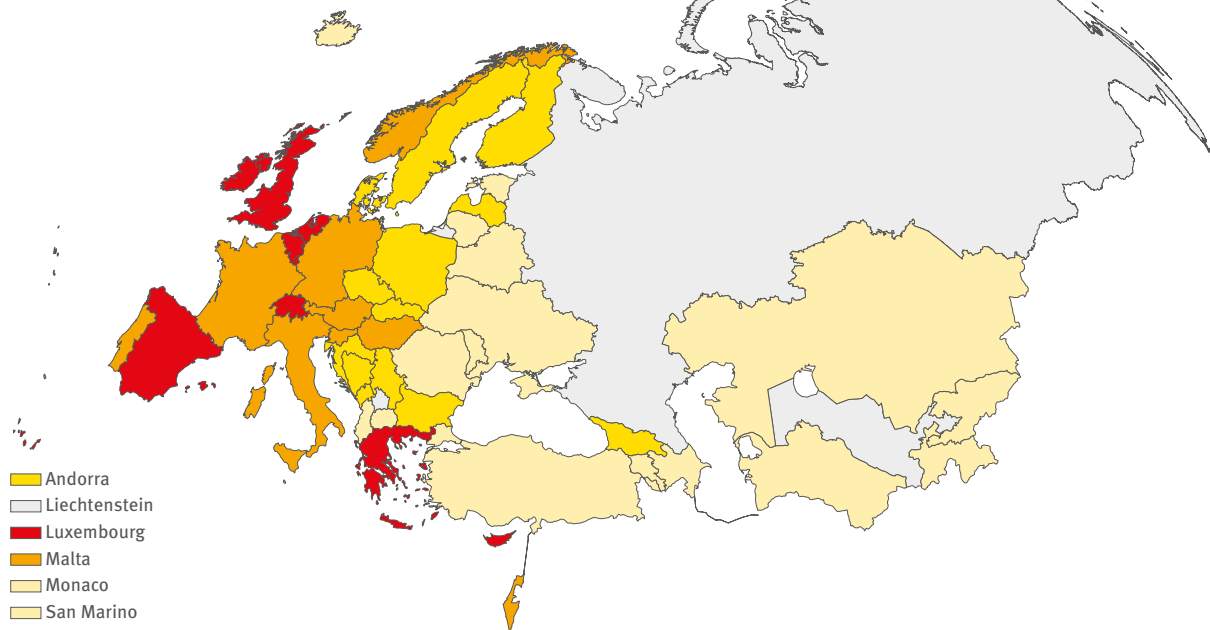 Andorra
Liechtenstein
Luxembourg
Malta
Monaco
San Marino